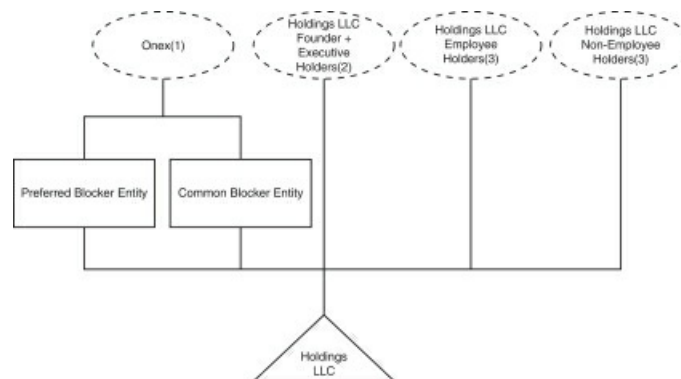 Onex(1)
Holdings LLC
Founder +
Executive
Holders(2)
Holdings LLC
Employee
Holders(3)
Holdings LLC
Non-Employee
Holders(3)
Preferred Blocker Entity
Common Blocker Entity
Holdings
LLC